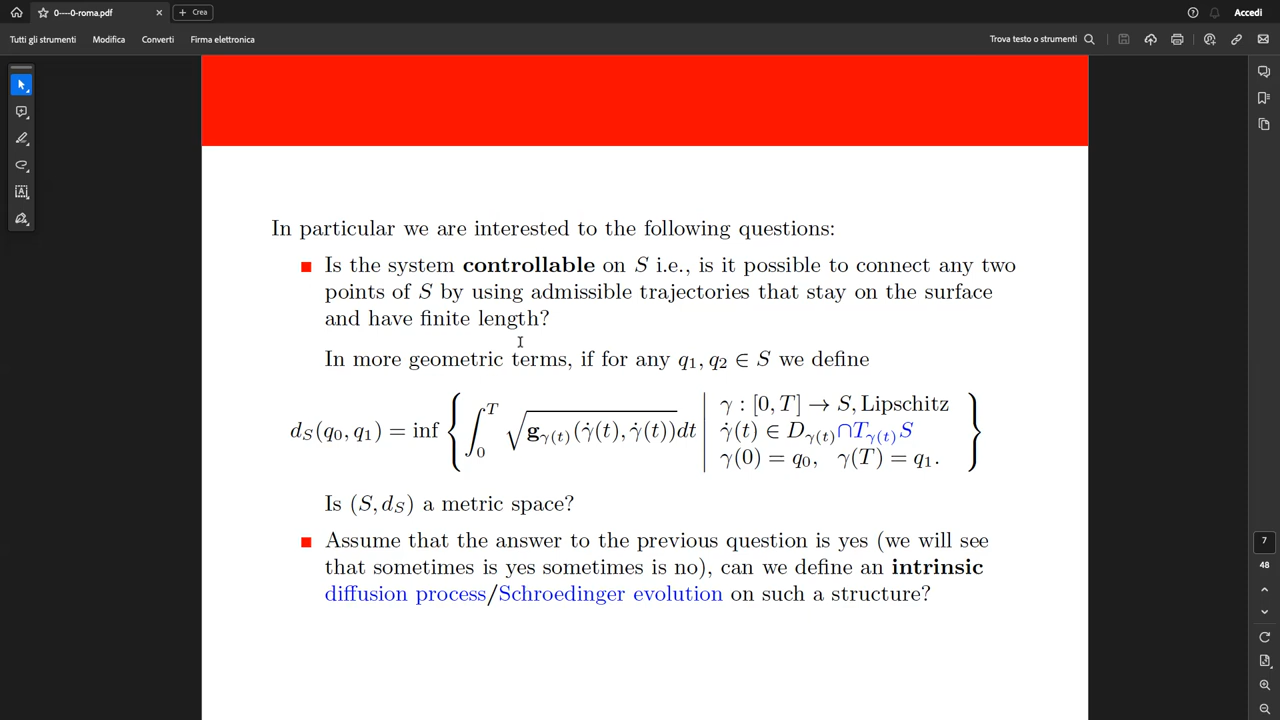 0----0-roma.pdf
Crea
Accedi
Tutti gli strumenti Modifica Converti Firma elettronica Trova testo o strumenti
In particular we are interested to the following questions:
Is the system controllable on S i.e., is it possible to connect any two
points of S by using admissible trajectories that stay on the surface
and have finite length?
In more geometric terms, if for any q₁, q₂ ∈ S we define
d_S(q₀, q₁) = inf { ∫₀ᵀ √g_γ(t)(γ̇(t), γ̇(t)) dt | γ : [0, T] → S, Lipschitz
γ̇(t) ∈ D_γ(t) ∩ T_γ(t)S
γ(0) = q₀, γ(T) = q₁. }
Is (S, d_S) a metric space?
Assume that the answer to the previous question is yes (we will see
that sometimes is yes sometimes is no), can we define an intrinsic
diffusion process/Schroedinger evolution on such a structure?
7
48